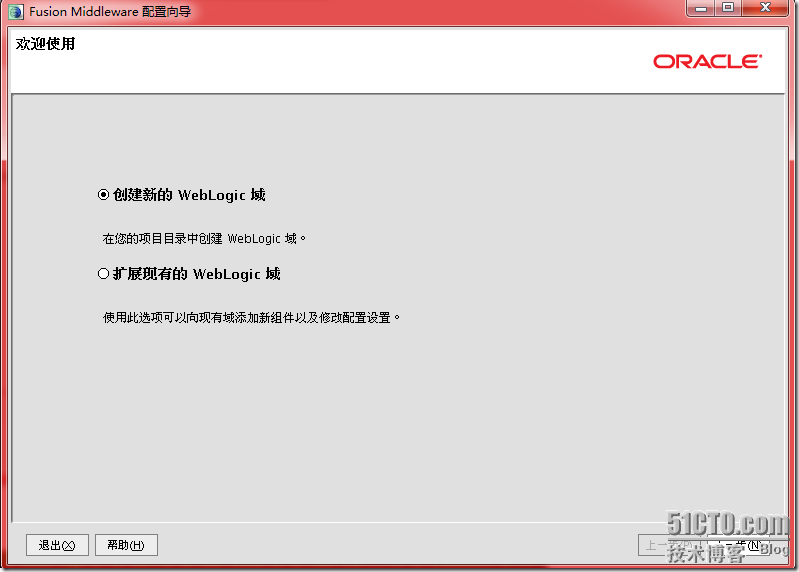 Fusion Middleware 配置向导
欢迎使用
ORACLE
创建新的 WebLogic 域
在您的项目目录中创建 WebLogic 域。
扩展现有的 WebLogic 域
使用此选项可以向现有域添加新组件以及修改配置设置。
退出(X) 帮助(H)
51CTO.com
技术博客 Blog